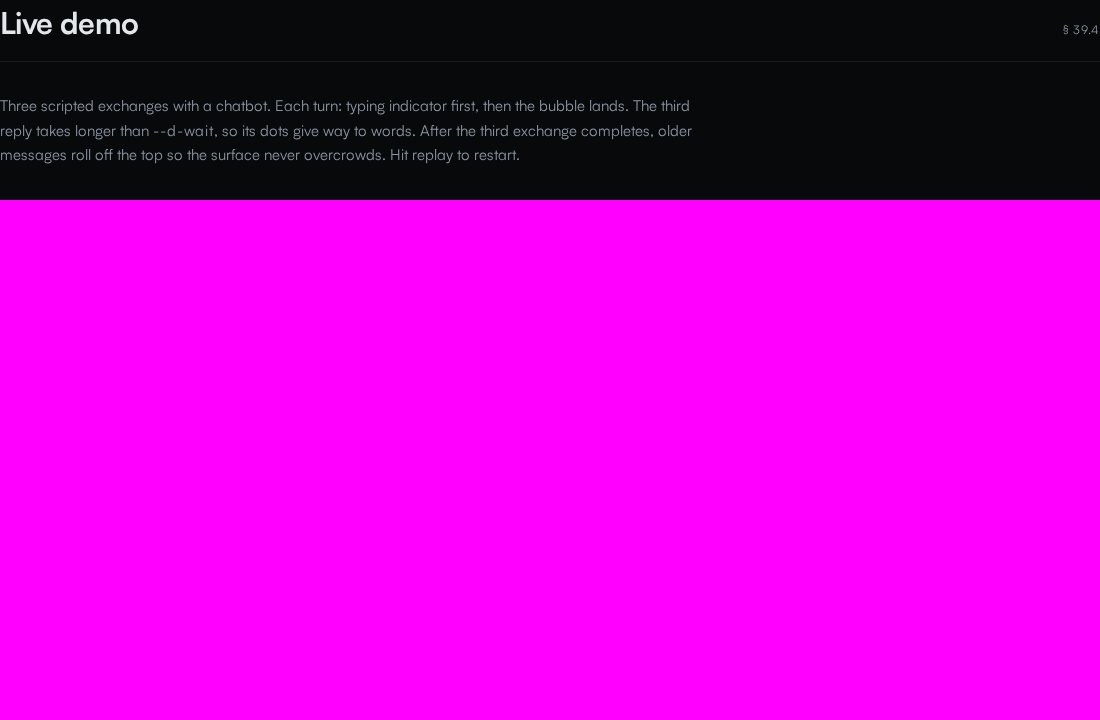 Live demo
§ 39.4
Three scripted exchanges with a chatbot. Each turn: typing indicator first, then the bubble lands. The third
reply takes longer than --d-wait, so its dots give way to words. After the third exchange completes, older
messages roll off the top so the surface never overcrowds. Hit replay to restart.